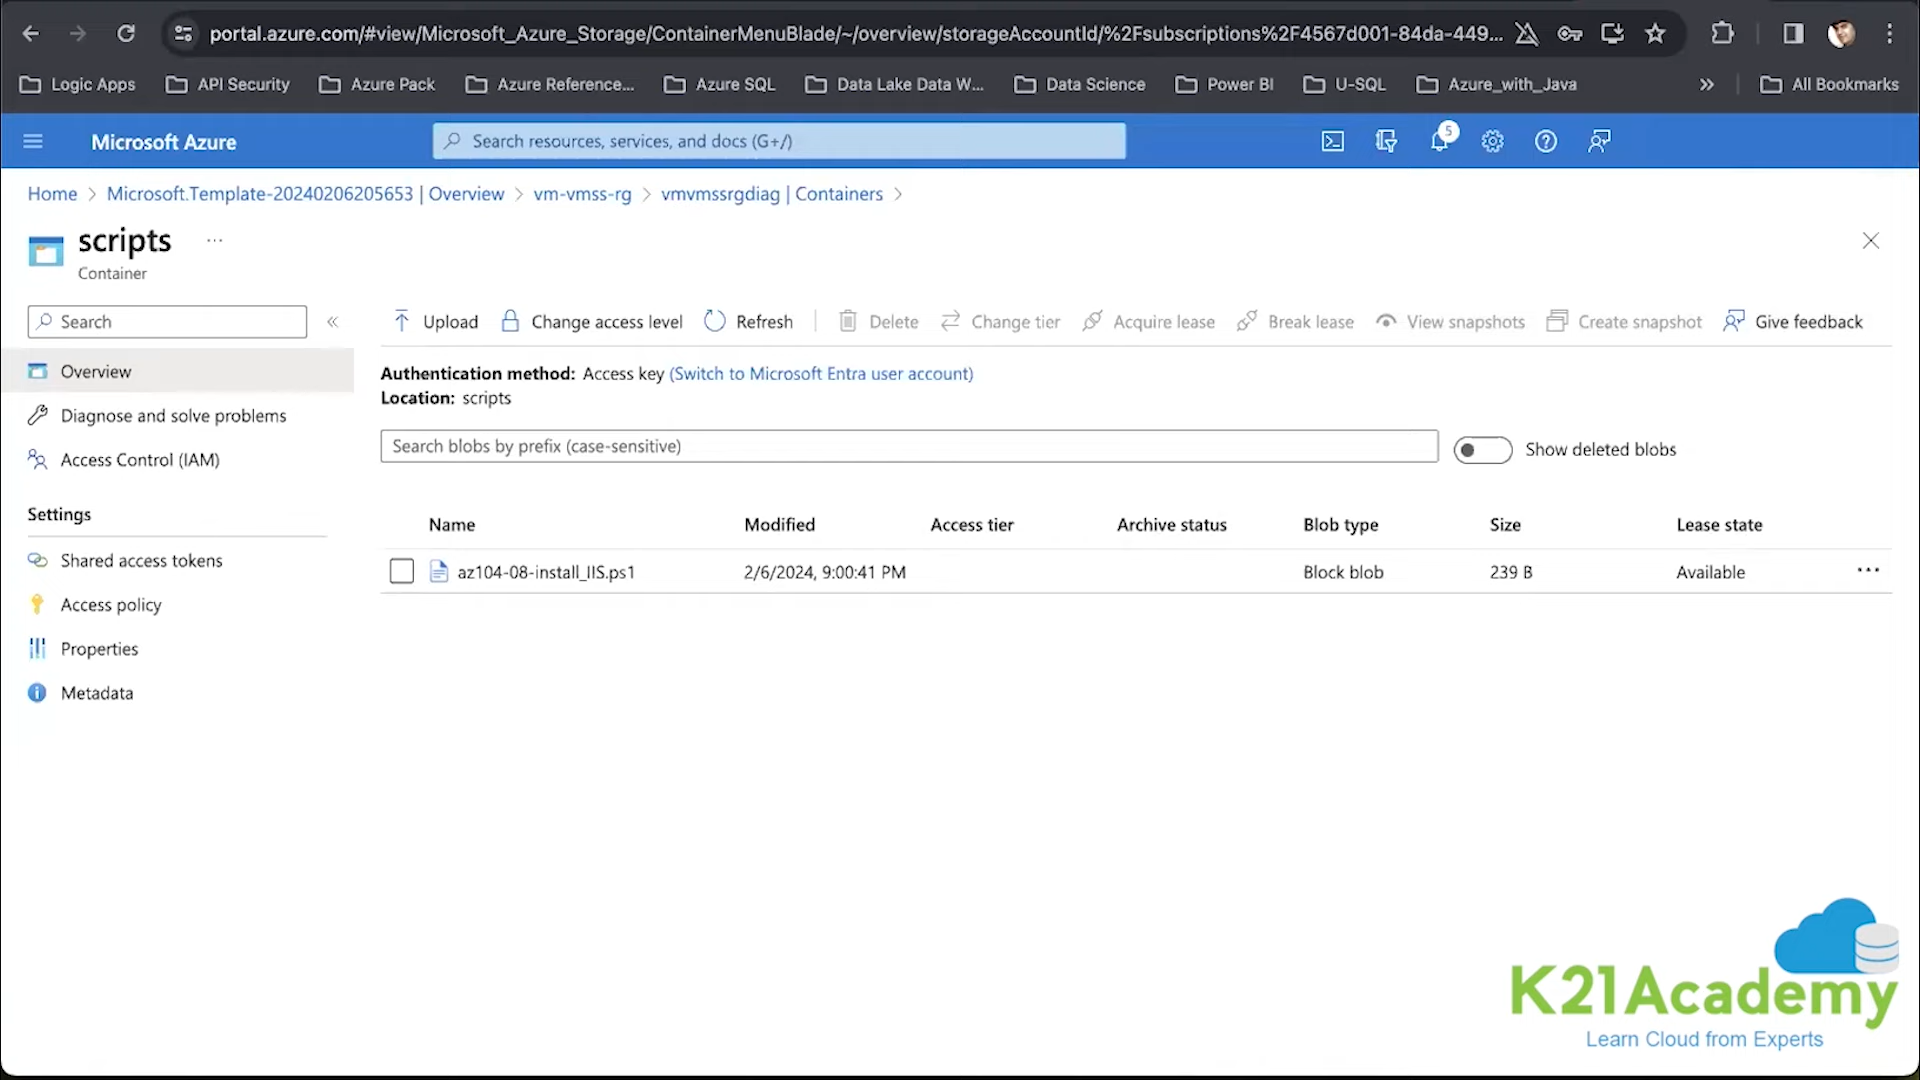 portal.azure.com/#view/Microsoft_Azure_Storage/ContainerMenuBlade/~/overview/storageAccountId/%2Fsubscriptions%2F4567d001-84da-449...
Logic Apps API Security Azure Pack Azure Reference... Azure SQL Data Lake Data W... Data Science Power BI U-SQL Azure_with_Java » All Bookmarks
Microsoft Azure Search resources, services, and docs (G+/) 5
Home > Microsoft.Template-20240206205653 | Overview > vm-vmss-rg > vmvmssrgdiag | Containers >
scripts ...
Container
Search «
Upload Change access level Refresh Delete Change tier Acquire lease Break lease View snapshots Create snapshot Give feedback
Overview
Diagnose and solve problems
Access Control (IAM)
Settings
Shared access tokens
Access policy
Properties
Metadata
Authentication method: Access key (Switch to Microsoft Entra user account)
Location: scripts
Search blobs by prefix (case-sensitive) Show deleted blobs
Name Modified Access tier Archive status Blob type Size Lease state
az104-08-install_IIS.ps1 2/6/2024, 9:00:41 PM Block blob 239 B Available ...
K21Academy
Learn Cloud from Experts